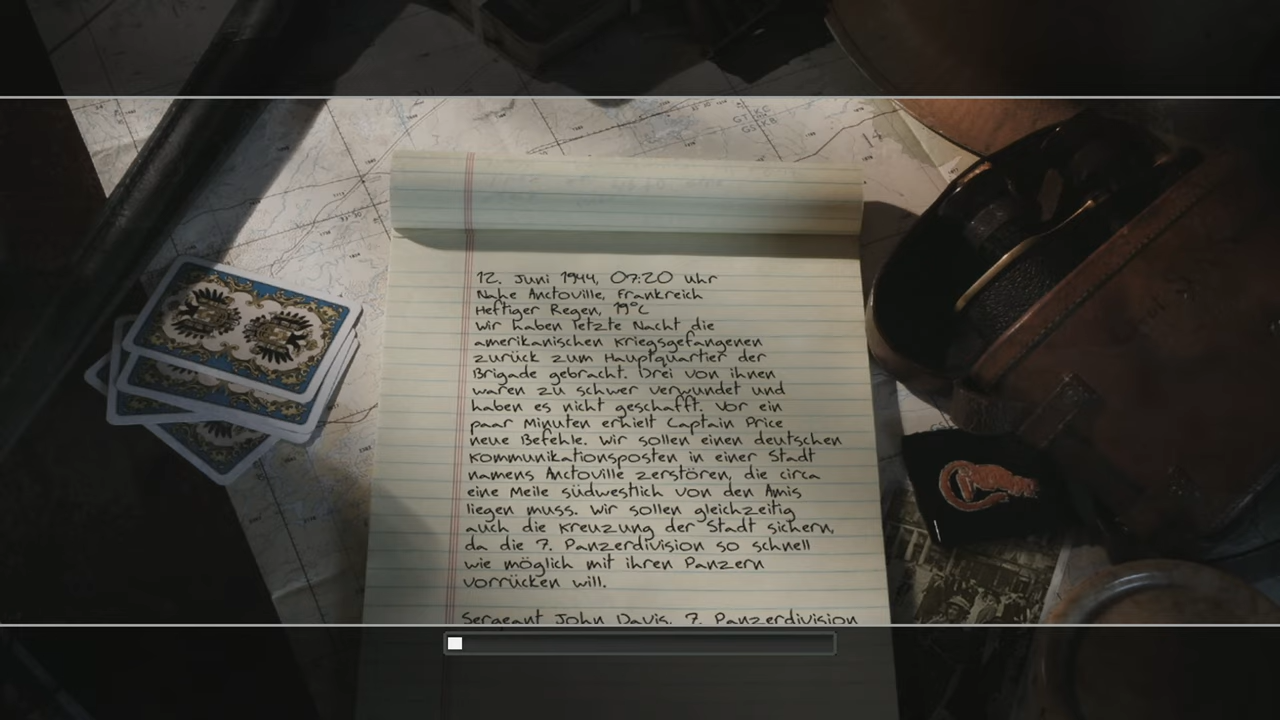 12. Juni 1944, 07:20 Uhr
Nahe Anctoville, Frankreich
Heftiger Regen, 19°C
Wir haben letzte Nacht die
amerikanischen Kriegsgefangenen
zurück zum Hauptquartier der
Brigade gebracht. Drei von ihnen
waren zu schwer verwundet und
haben es nicht geschafft. Vor ein
paar Minuten erhielt Captain Price
neue Befehle. Wir sollen einen deutschen
Kommunikationsposten in einer Stadt
namens Anctoville zerstören, die circa
eine Meile südwestlich von den Amis
liegen muss. Wir sollen gleichzeitig
auch die Kreuzung der Stadt sichern,
da die 7. Panzerdivision so schnell
wie möglich mit ihren Panzern
vorrücken will.
Sergeant John Davis, 7. Panzerdivision